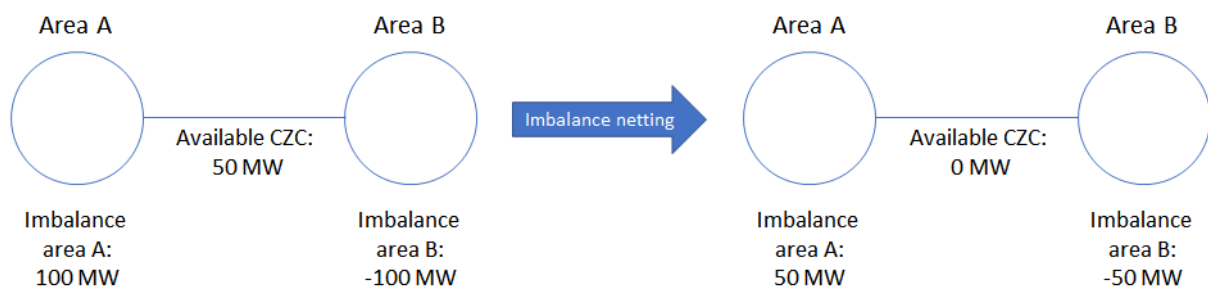 Area A
Area B
Available CZC:
50 MW
Imbalance
area A:
100 MW
Imbalance
area B:
-100 MW
Imbalance netting
Area A
Area B
Available CZC:
0 MW
Imbalance
area A:
50 MW
Imbalance
area B:
-50 MW